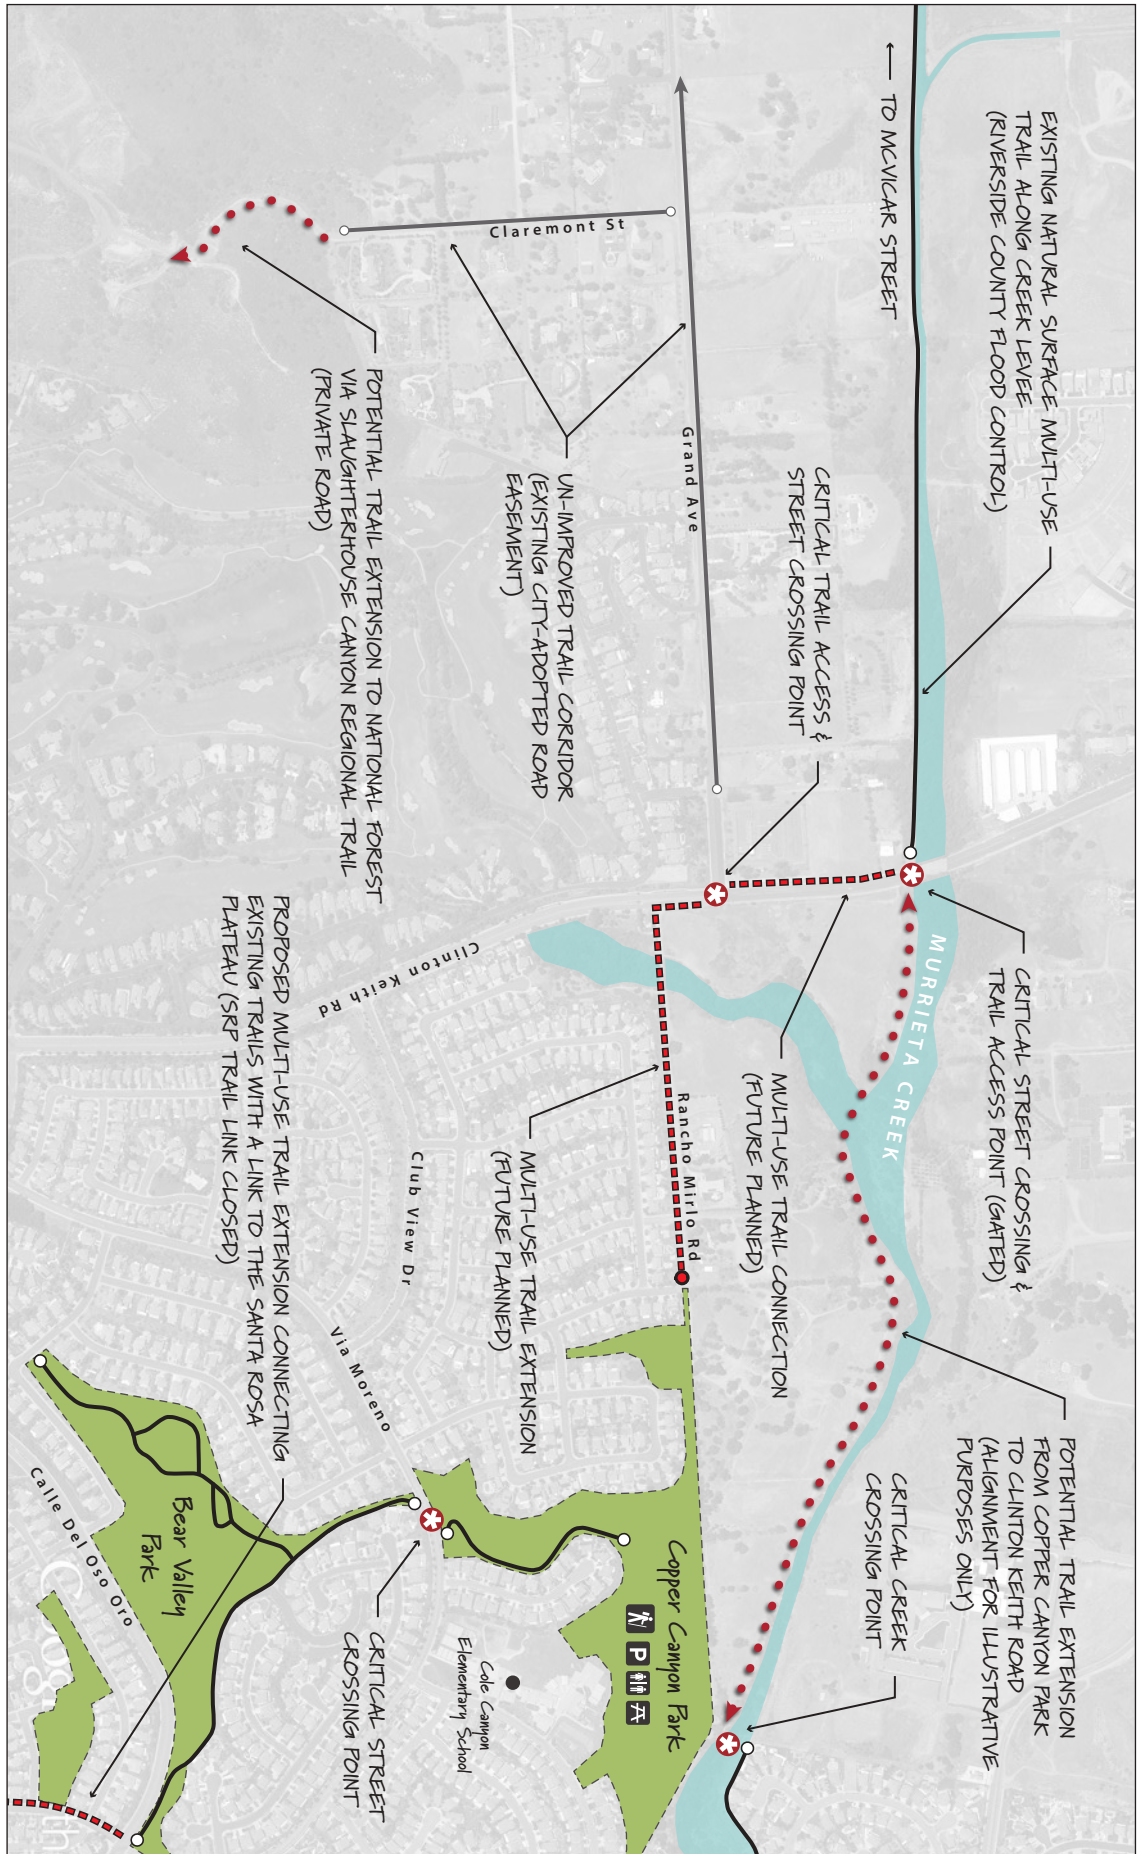 EXISTING NATURAL SURFACE MULTI-USE
TRAIL ALONG CREEK LEVEE
(RIVERSIDE COUNTY FLOOD CONTROL)
TO MCVICAR STREET
CRITICAL STREET CROSSING &
TRAIL ACCESS POINT (GATED)
POTENTIAL TRAIL EXTENSION
FROM COPPER CANYON PARK
TO CLINTON KEITH ROAD
(ALIGNMENT FOR ILLUSTRATIVE
PURPOSES ONLY)
MURRIETA CREEK
CRITICAL CREEK
CROSSING POINT
CRITICAL TRAIL ACCESS &
STREET CROSSING POINT
MULTI-USE TRAIL CONNECTION
(FUTURE PLANNED)
Grand Ave
Rancho Mirlo Rd
Copper Canyon Park
P
Claremont St
UN-IMPROVED TRAIL CORRIDOR
(EXISTING CITY-ADOPTED ROAD
EASEMENT)
MULTI-USE TRAIL EXTENSION
(FUTURE PLANNED)
Cole Canyon
Elementary School
Clinton Keith Rd
Club View Dr
Via Moreno
POTENTIAL TRAIL EXTENSION TO NATIONAL FOREST
VIA SLAUGHTERHOUSE CANYON REGIONAL TRAIL
(PRIVATE ROAD)
CRITICAL STREET
CROSSING POINT
PROPOSED MULTI-USE TRAIL EXTENSION CONNECTING
EXISTING TRAILS WITH A LINK TO THE SANTA ROSA
PLATEAU (SRP TRAIL LINK CLOSED)
Bear Valley
Park
Calle Del Oso Oro